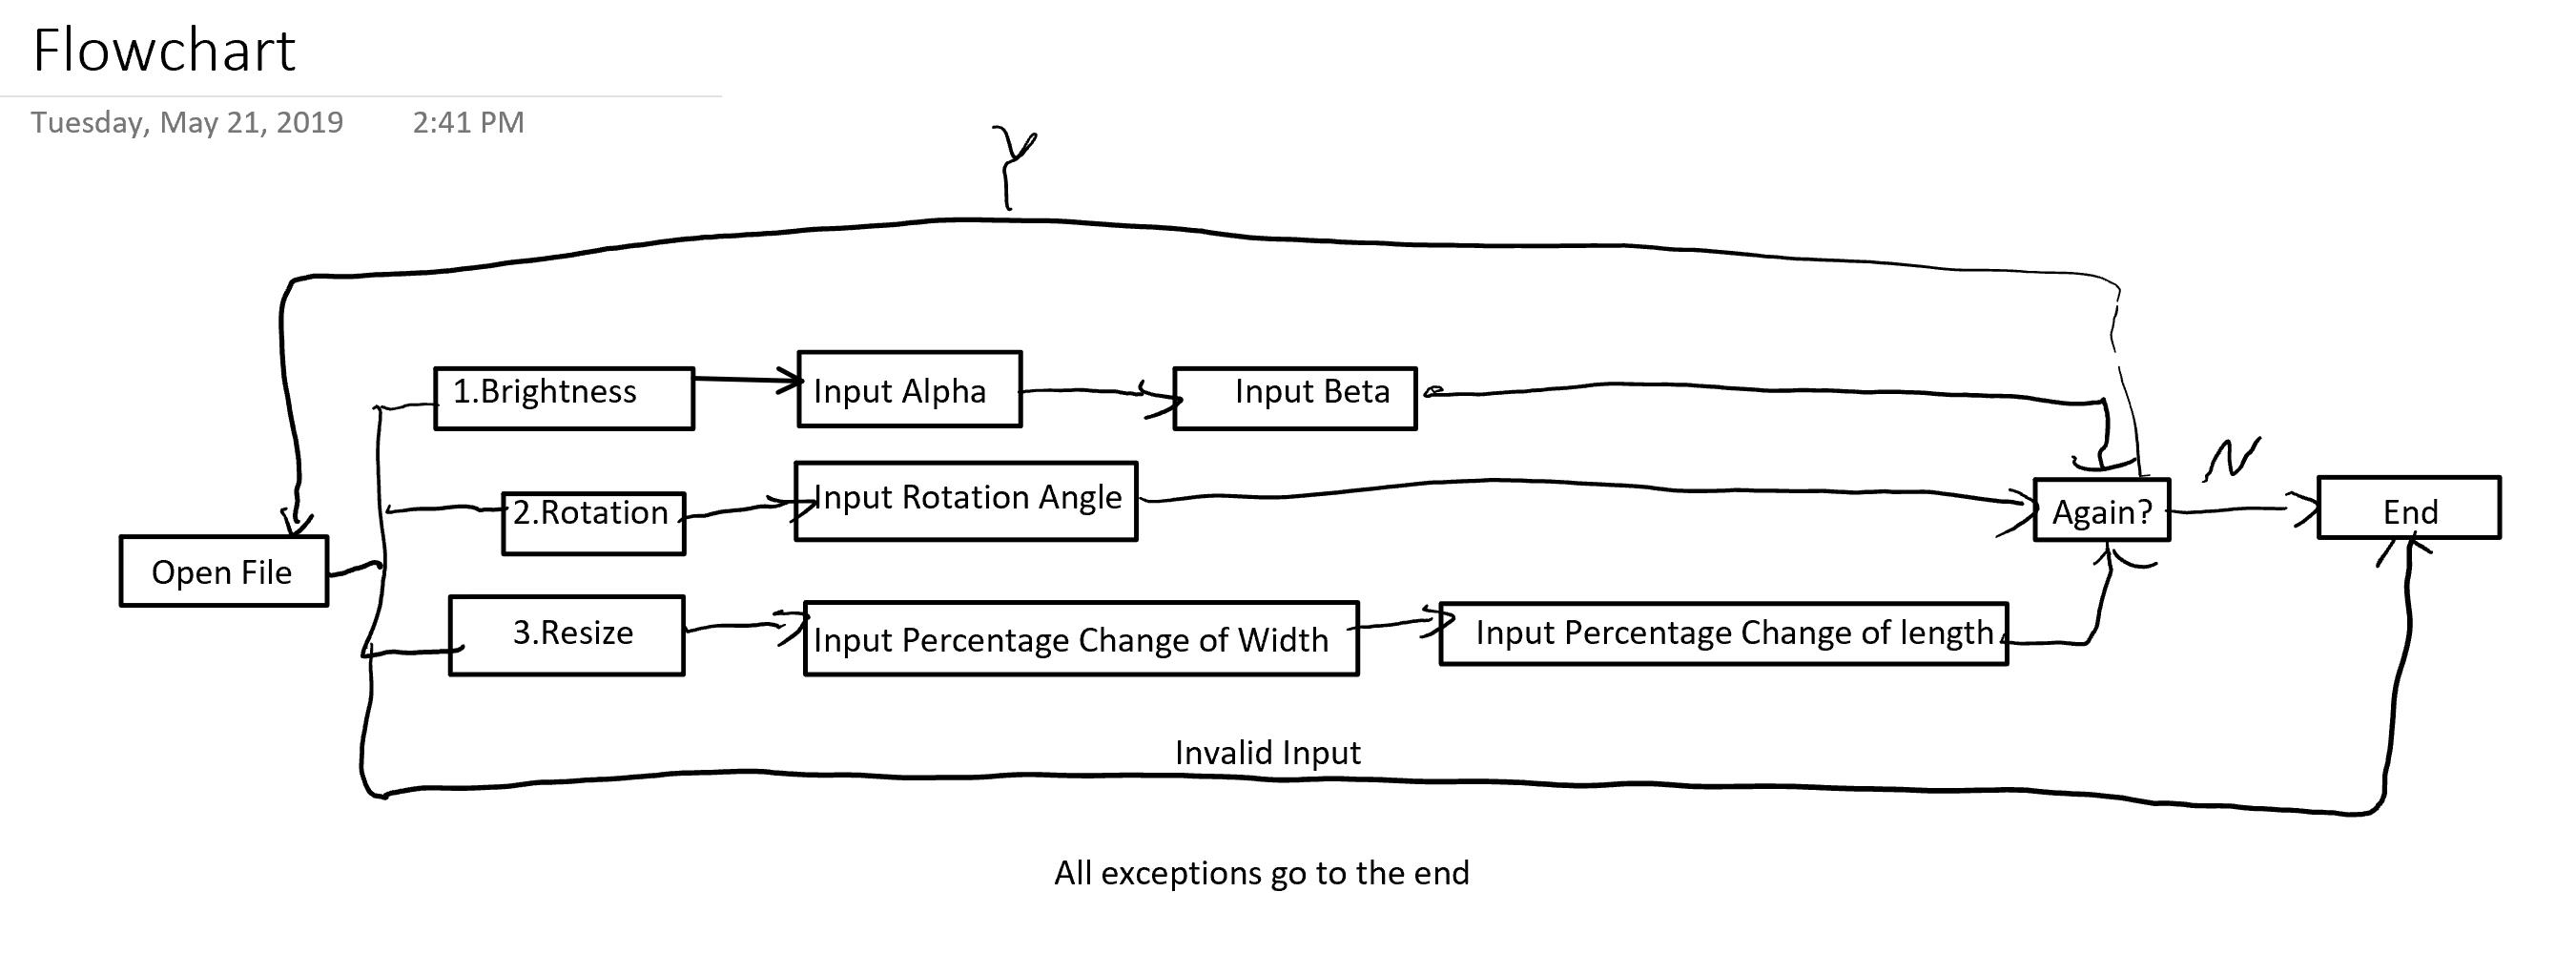 Flowchart
Tuesday, May 21, 2019 2:41 PM
Y
1.Brightness
Input Alpha
Input Beta
N
2.Rotation
Input Rotation Angle
Again?
End
Open File
3.Resize
Input Percentage Change of Width
Input Percentage Change of length
Invalid Input
All exceptions go to the end